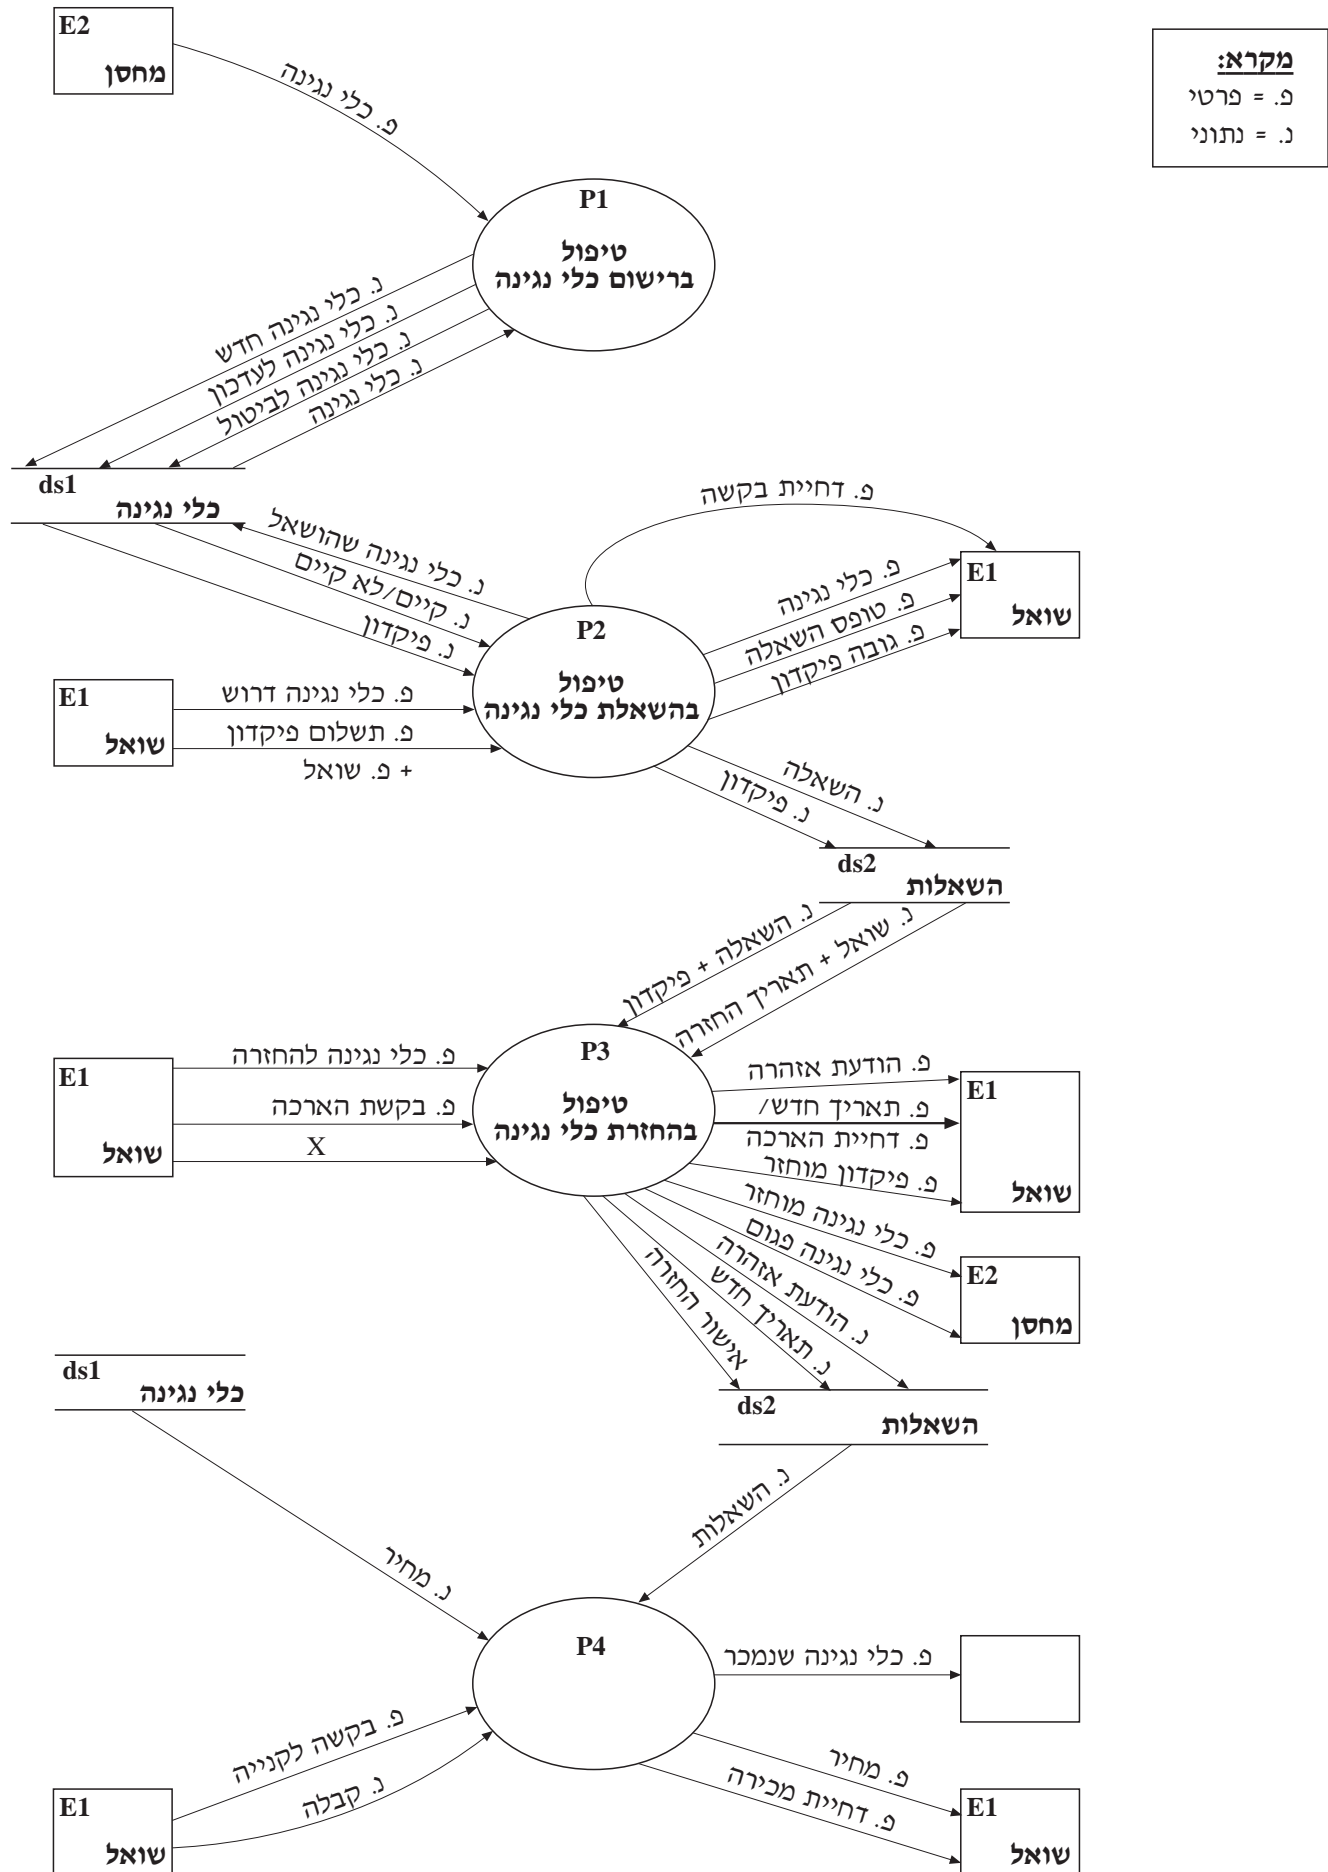 E2
מחסן
פ. כלי נגינה
מקרא:
פ. = פרטי
נ. = נתוני
P1
טיפול
ברישום כלי נגינה
נ. כלי נגינה חדש
נ. כלי נגינה לעדכון
נ. כלי נגינה לביטול
נ. כלי נגינה
ds1
כלי נגינה
נ. כלי נגינה שהושאל
נ. קיים/לא קיים
נ. פיקדון
פ. דחיית בקשה
E1
שואל
פ. כלי נגינה
פ. טופס השאלה
פ. גובה פיקדון
P2
טיפול
בהשאלת כלי נגינה
E1
שואל
פ. כלי נגינה דרוש
פ. תשלום פיקדון
+ פ. שואל
נ. השאלה
נ. פיקדון
ds2
השאלות
נ. השאלה + פיקדון
נ. שואל + תאריך החזרה
E1
שואל
פ. כלי נגינה להחזרה
פ. בקשת הארכה
X
P3
טיפול
בהחזרת כלי נגינה
פ. הודעת אזהרה
פ. תאריך חדש/
פ. דחיית הארכה
פ. פיקדון מוחזר
E1
שואל
פ. כלי נגינה מוחזר
פ. כלי נגינה פגום
E2
מחסן
נ. הודעת אזהרה
נ. תאריך חדש
אישור החזרה
ds1
כלי נגינה
ds2
השאלות
נ. מחיר
נ. השאלות
P4
פ. כלי נגינה שנמכר
פ. בקשה לקנייה
נ. קבלה
E1
שואל
פ. מחיר
פ. דחיית מכירה
E1
שואל